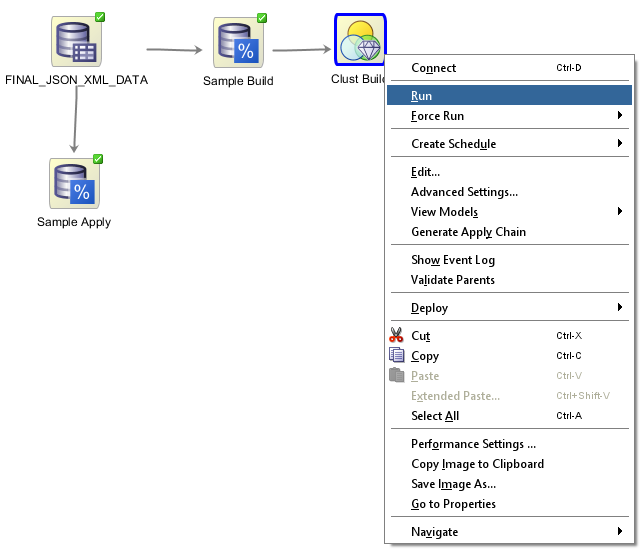 FINAL_JSON_XML_DATA
%
Sample Build
Clust Build
%
Sample Apply
Connect Ctrl-D
Run
Force Run
Create Schedule
Edit...
Advanced Settings...
View Models
Generate Apply Chain
Show Event Log
Validate Parents
Deploy
Cut Ctrl-X
Copy Ctrl-C
Paste Ctrl-V
Extended Paste... Ctrl+Shift-V
Select All Ctrl-A
Performance Settings ...
Copy Image to Clipboard
Save Image As...
Go to Properties
Navigate